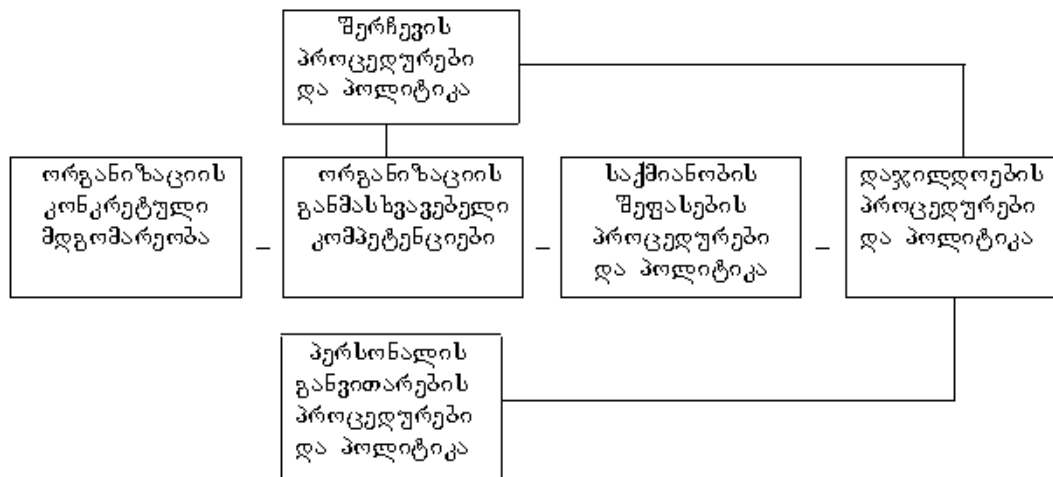 შერჩევის
პროცედურები
და პოლიტიკა
ორგანიზაციის
კონკრეტული
მდგომარეობა
–
ორგანიზაციის
განმასხვავებელი
კომპეტენციები
–
საქმიანობის
შეფასების
პროცედურები
და პოლიტიკა
–
დაჯილდოების
პროცედურები
და პოლიტიკა
პერსონალის
განვითარების
პროცედურები
და პოლიტიკა